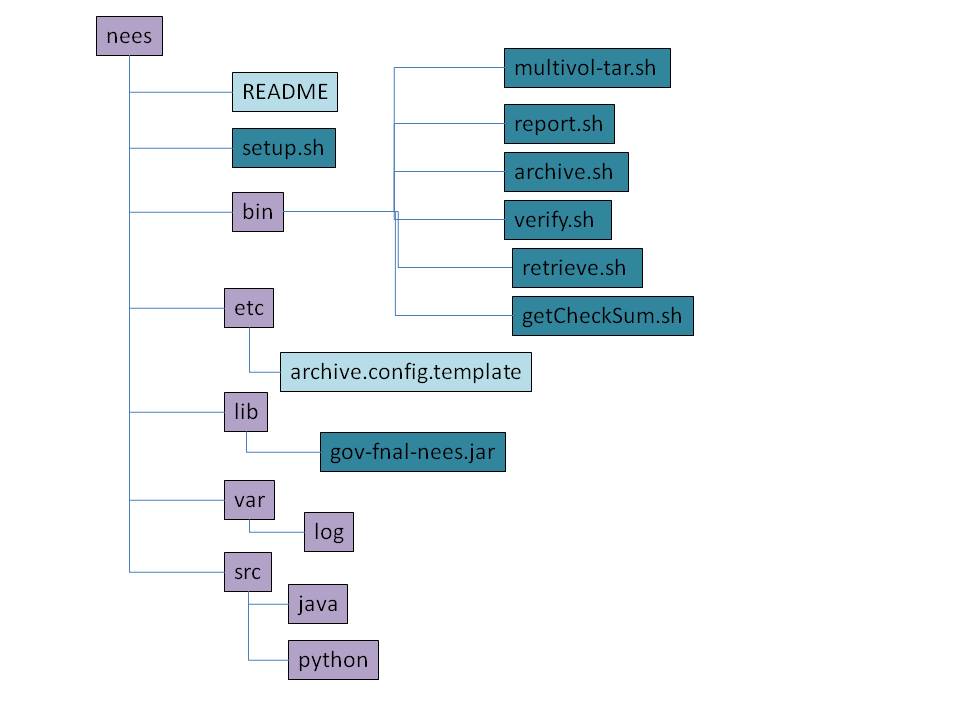 nees
README
setup.sh
bin
multivol-tar.sh
report.sh
archive.sh
verify.sh
retrieve.sh
getCheckSum.sh
etc
archive.config.template
lib
gov-fnal-nees.jar
var
log
src
java
python